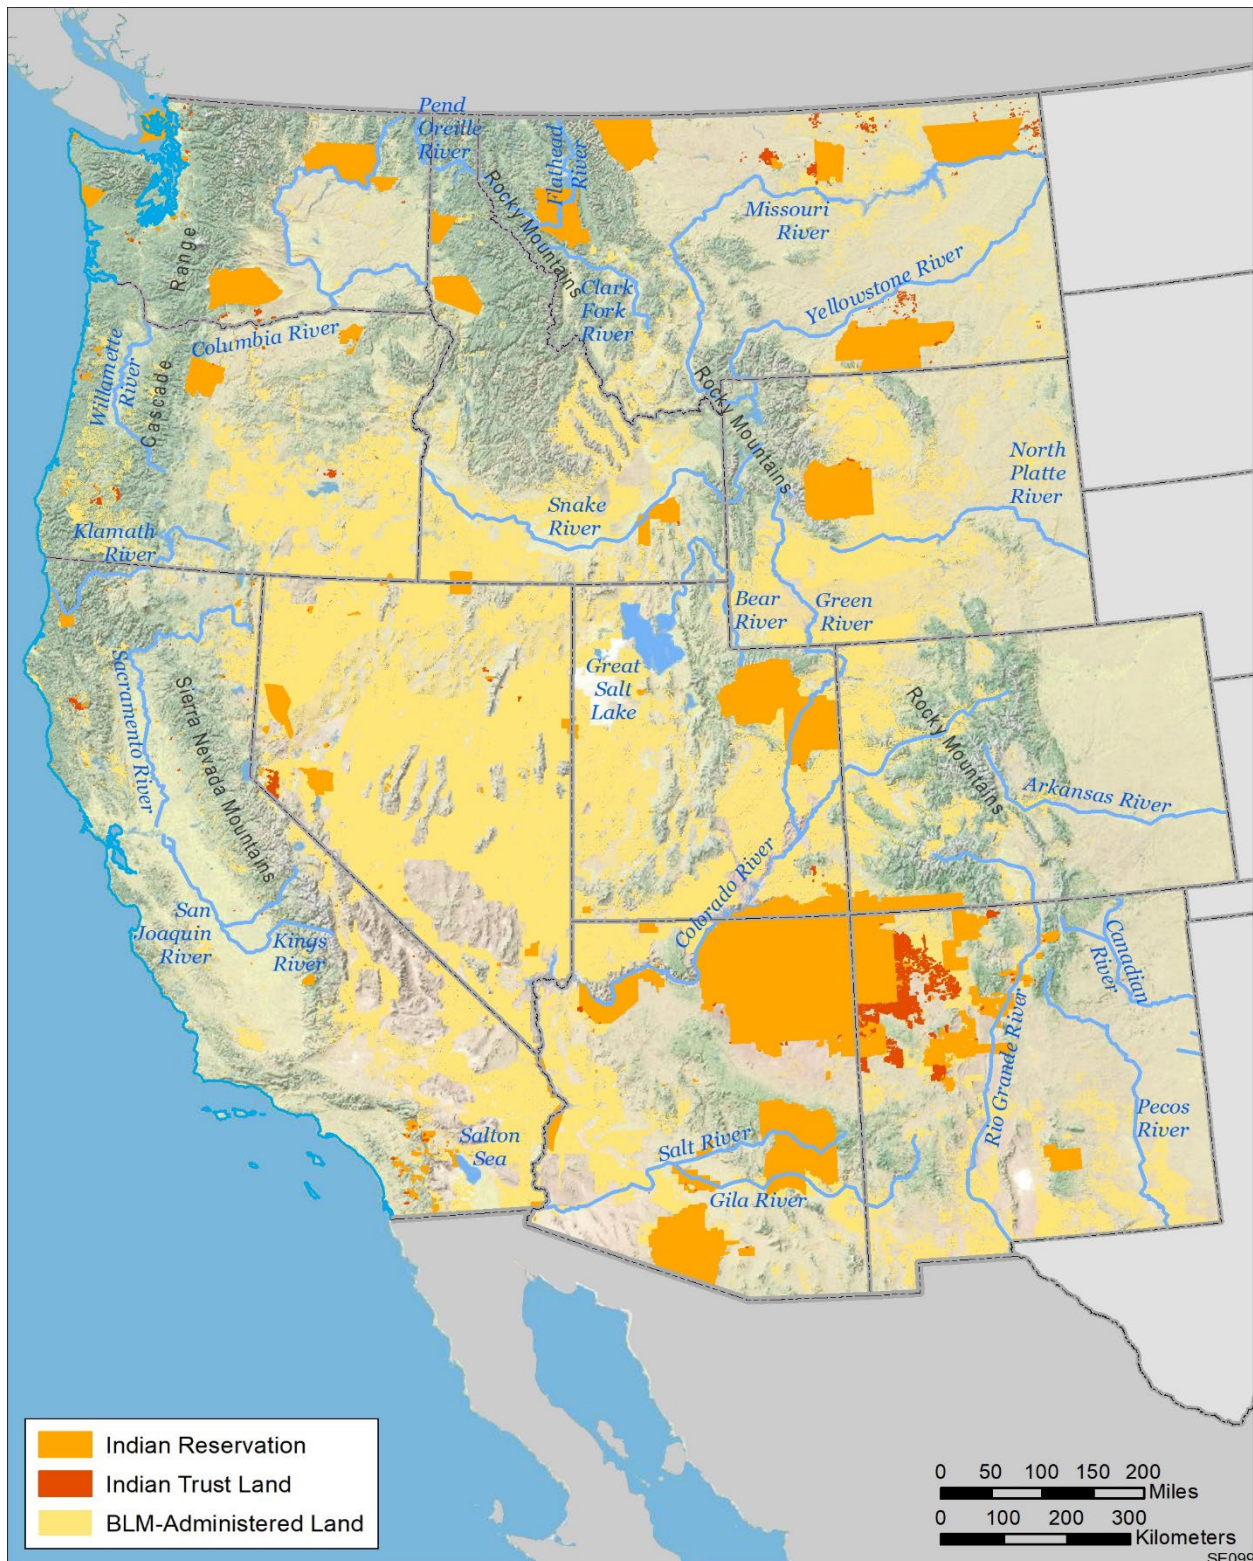 Pend
Oreille
River
Flathead
River
Rocky Mountains
Missouri
River
Range
Clark
Fork
River
Yellowstone River
Columbia River
Willamette
River
Cascade
Rocky Mountains
North
Platte
River
Snake
River
Klamath
River
Bear
River
Green
River
Sacramento River
Sierra Nevada Mountains
Great
Salt
Lake
Rocky Mountains
Arkansas River
Colorado River
San
Joaquin
River
Kings
River
Canadian
River
Rio Grande River
Pecos
River
Salton
Sea
Salt River
Gila River
Indian Reservation
Indian Trust Land
BLM-Administered Land
0 50 100 150 200
Miles
0 100 200 300
Kilometers
SE099